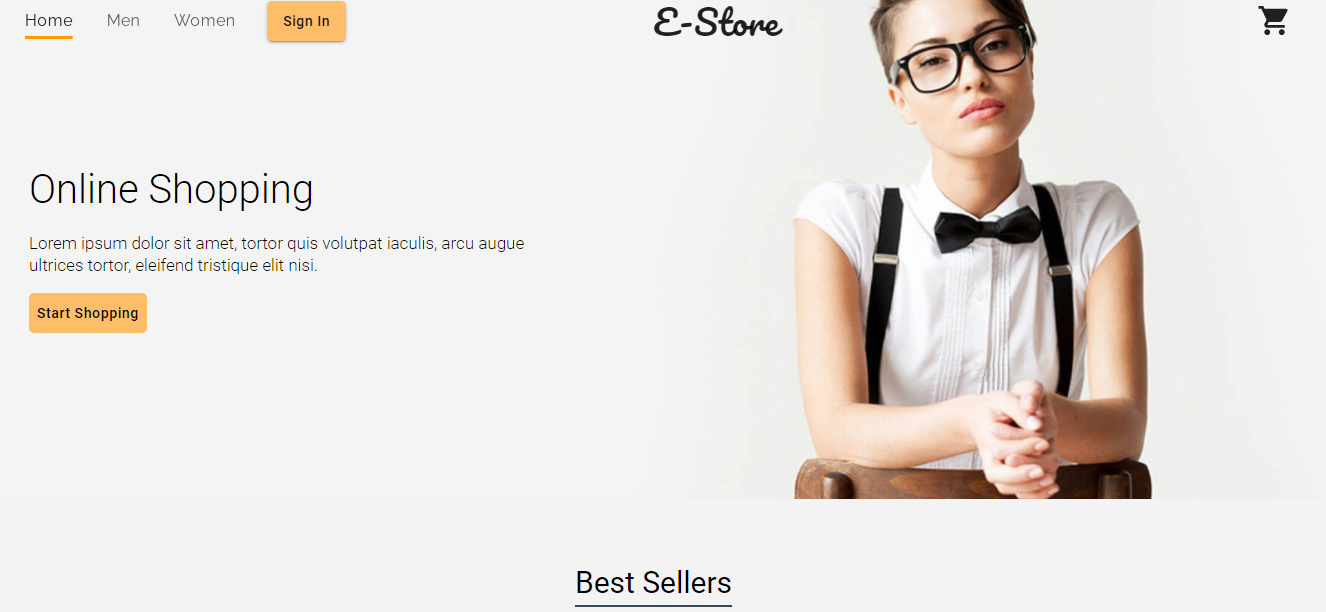 Home Men Women Sign In E-Store
Online Shopping
Lorem ipsum dolor sit amet, tortor quis volutpat iaculis, arcu augue
ultrices tortor, eleifend tristique elit nisi.
Start Shopping
Best Sellers